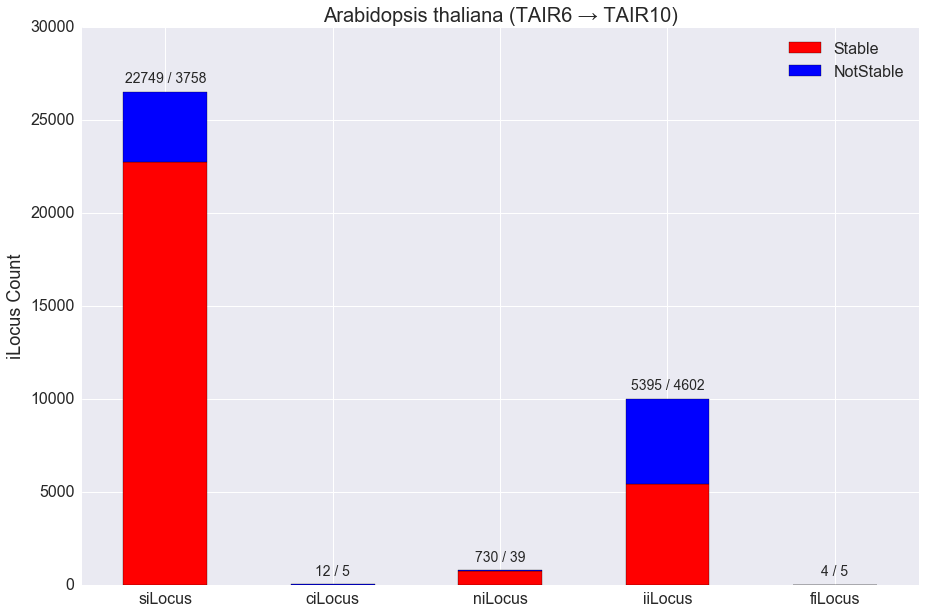 Arabidopsis thaliana (TAIR6 → TAIR10)
30000
25000
20000
15000
10000
5000
0
iLocus Count
Stable
NotStable
22749 / 3758
12 / 5
730 / 39
5395 / 4602
4 / 5
siLocus
ciLocus
niLocus
iiLocus
fiLocus